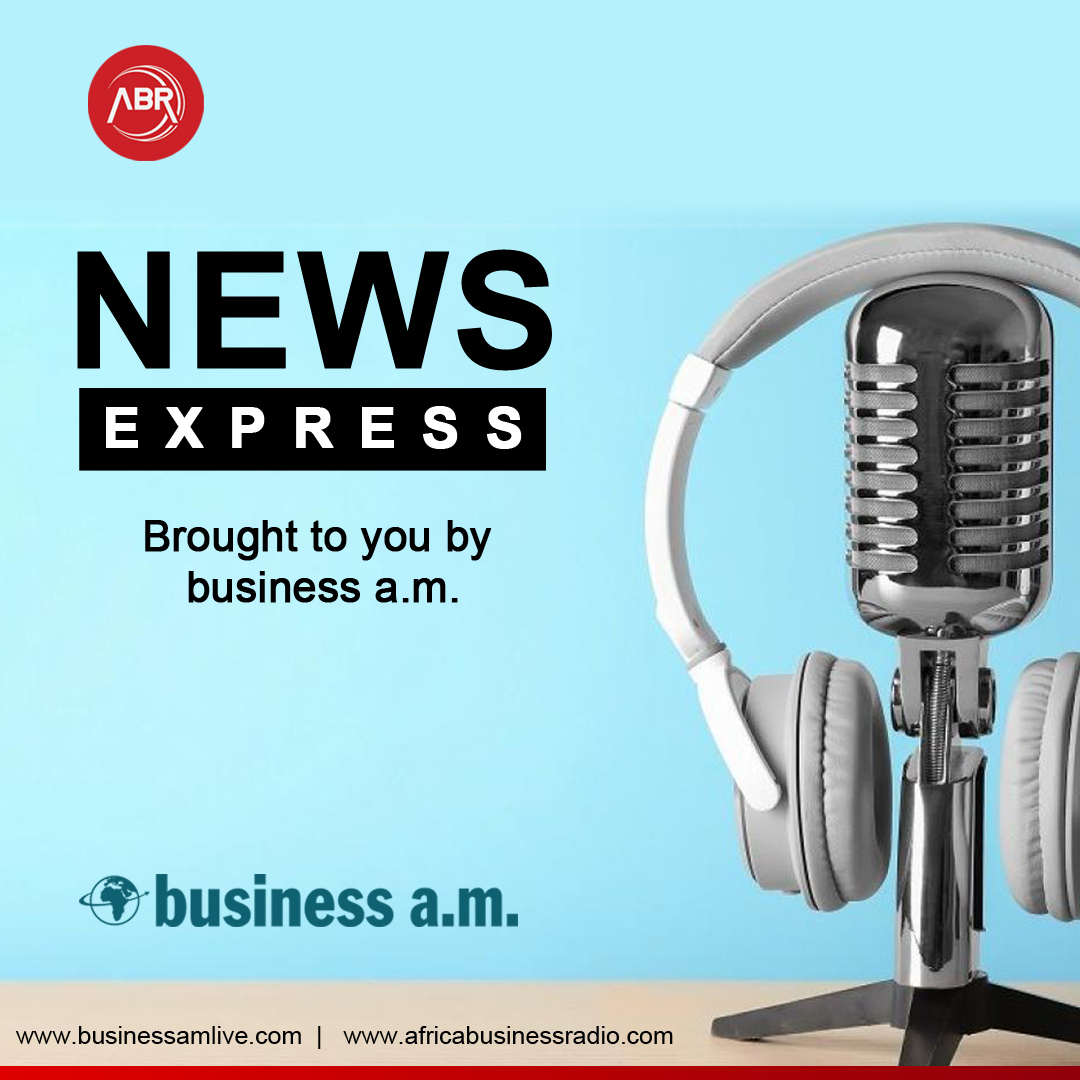 ABR
NEWS
EXPRESS
Brought to you by
business a.m.
business a.m.
www.businessamlive.com | www.africabusinessradio.com